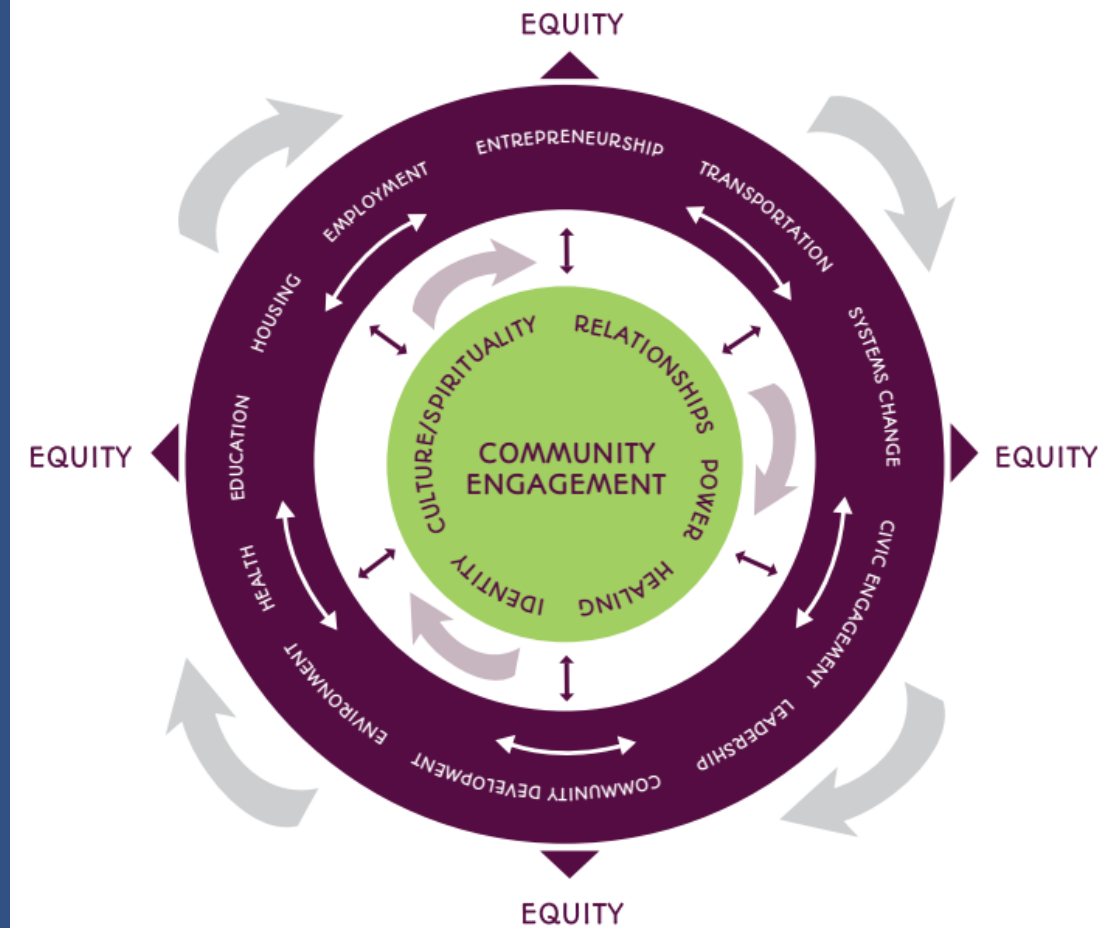 EQUITY
ENTREPRENEURSHIP
TRANSPORTATION
SYSTEMS CHANGE
CIVIC ENGAGEMENT
LEADERSHIP
COMMUNITY DEVELOPMENT
ENVIRONMENT
HEALTH
EDUCATION
HOUSING
EMPLOYMENT
EQUITY
EQUITY
CULTURE/SPIRITUALITY
RELATIONSHIPS
POWER
HEALING
IDENTITY
COMMUNITY
ENGAGEMENT
EQUITY